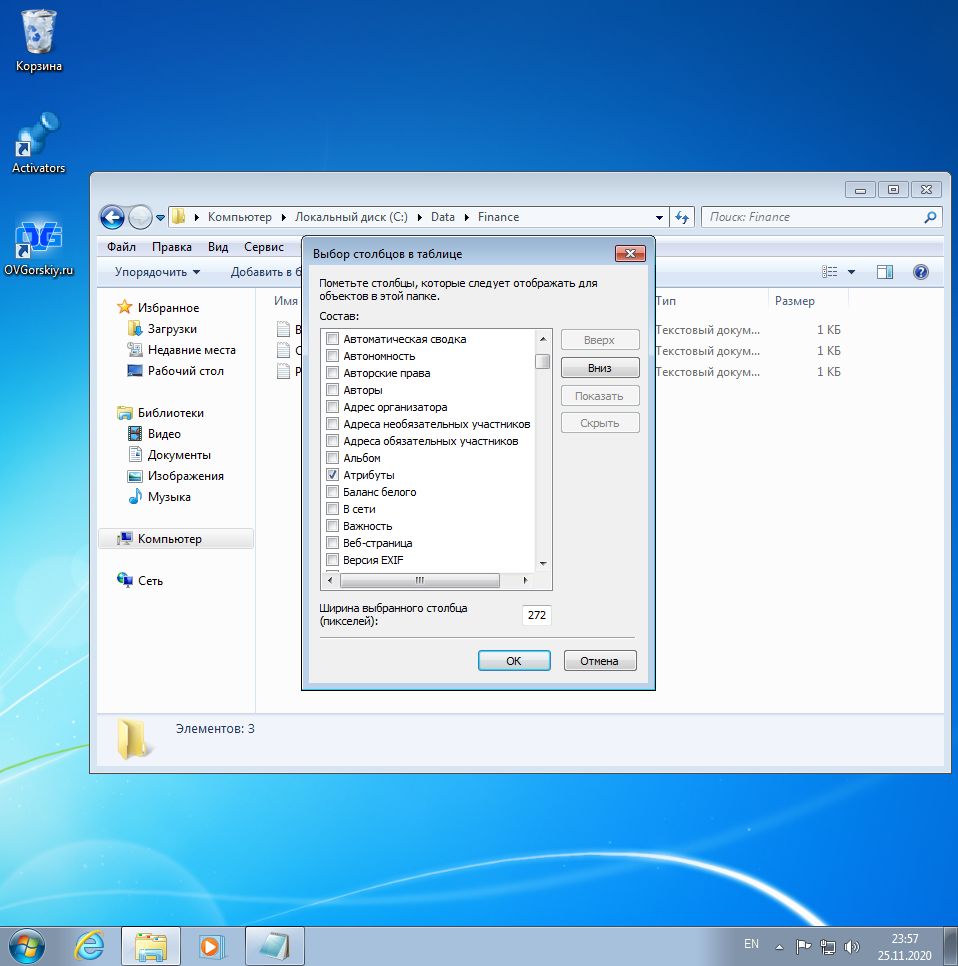 Корзина
Activators
OVGorskiy.ru
Компьютер
Локальный диск (C:)
Data
Finance
Поиск: Finance
Файл Правка Вид Сервис
Упорядочить
Добавить в б
Избранное
Загрузки
Недавние места
Рабочий стол
Библиотеки
Видео
Документы
Изображения
Музыка
Компьютер
Сеть
Имя
Тип
Размер
Текстовый докум... 1 КБ
Текстовый докум... 1 КБ
Текстовый докум... 1 КБ
Выбор столбцов в таблице
Пометьте столбцы, которые следует отображать для
объектов в этой папке.
Состав:
Автоматическая сводка
Автономность
Авторские права
Авторы
Адрес организатора
Адреса необязательных участников
Адреса обязательных участников
Альбом
Атрибуты
Баланс белого
В сети
Важность
Веб-страница
Версия EXIF
Вверх
Вниз
Показать
Скрыть
Ширина выбранного столбца
(пикселей):
272
OK
Отмена
Элементов: 3
EN
23:57
25.11.2020